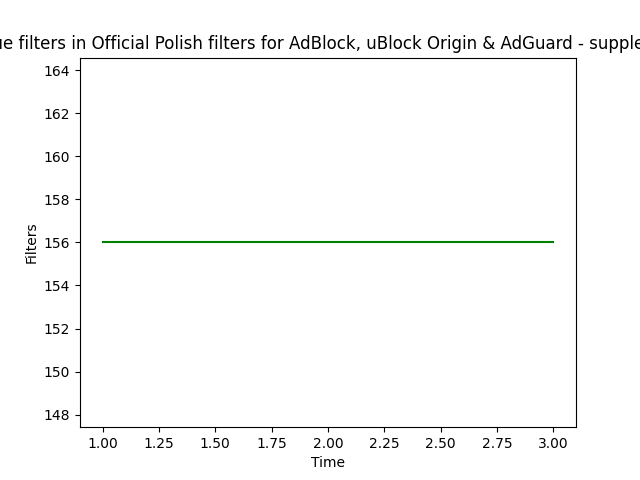 filters in Official Polish filters for AdBlock, uBlock Origin & AdGuard -
164
162
160
158
156
154
152
150
148
Filters
1.00 1.25 1.50 1.75 2.00 2.25 2.50 2.75 3.00
Time